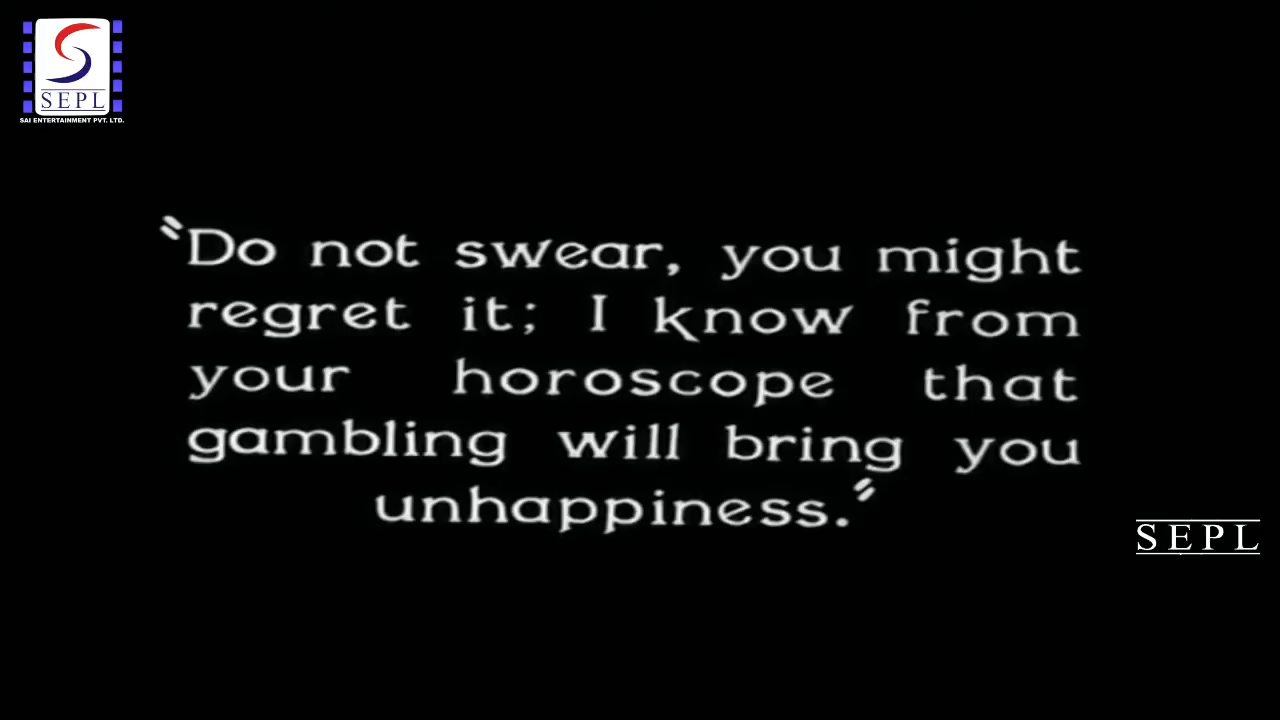 SEPL
SAI ENTERTAINMENT PVT. LTD.
"Do not swear, you might
regret it; I know from
your horoscope that
gambling will bring you
unhappiness."
SEPL